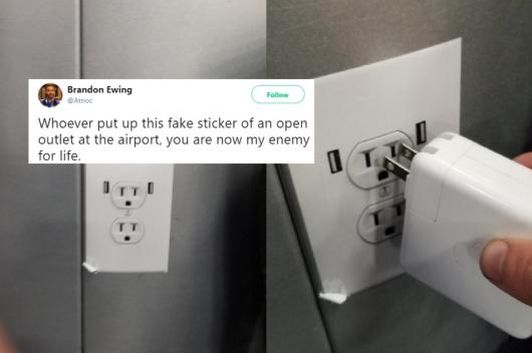 Brandon Ewing
@Atrioc
Follow
Whoever put up this fake sticker of an open
outlet at the airport, you are now my enemy
for life.